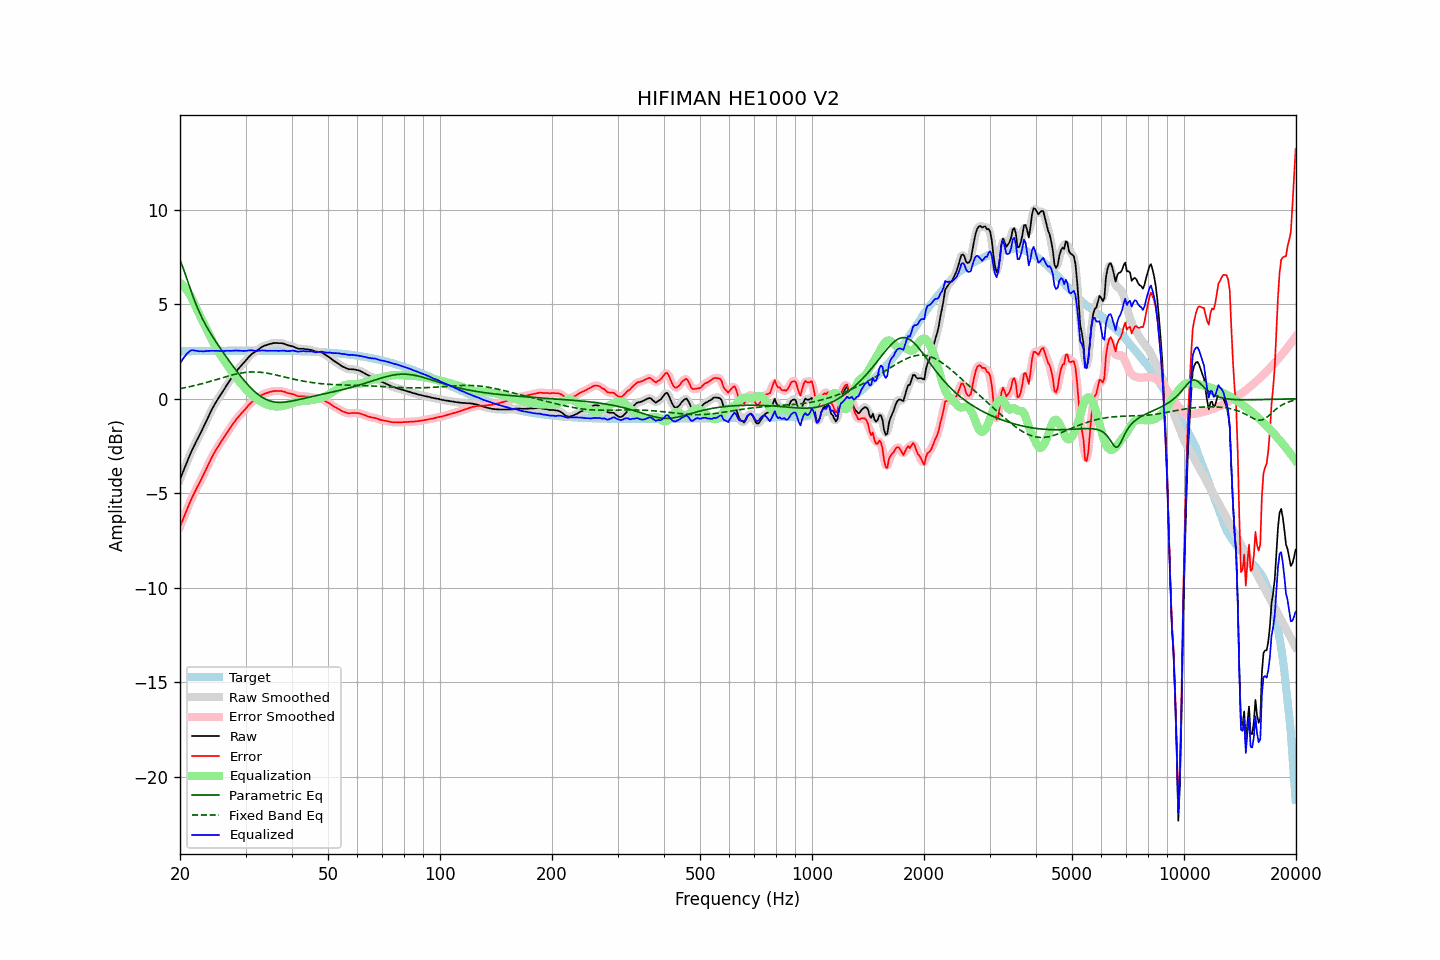 HIFIMAN HE1000 V2
Amplitude (dBr)
10
5
0
−5
−10
−15
−20
Target
Raw Smoothed
Error Smoothed
Raw
Error
Equalization
Parametric Eq
Fixed Band Eq
Equalized
20 50 100 200 500 1000 2000 5000 10000 20000
Frequency (Hz)